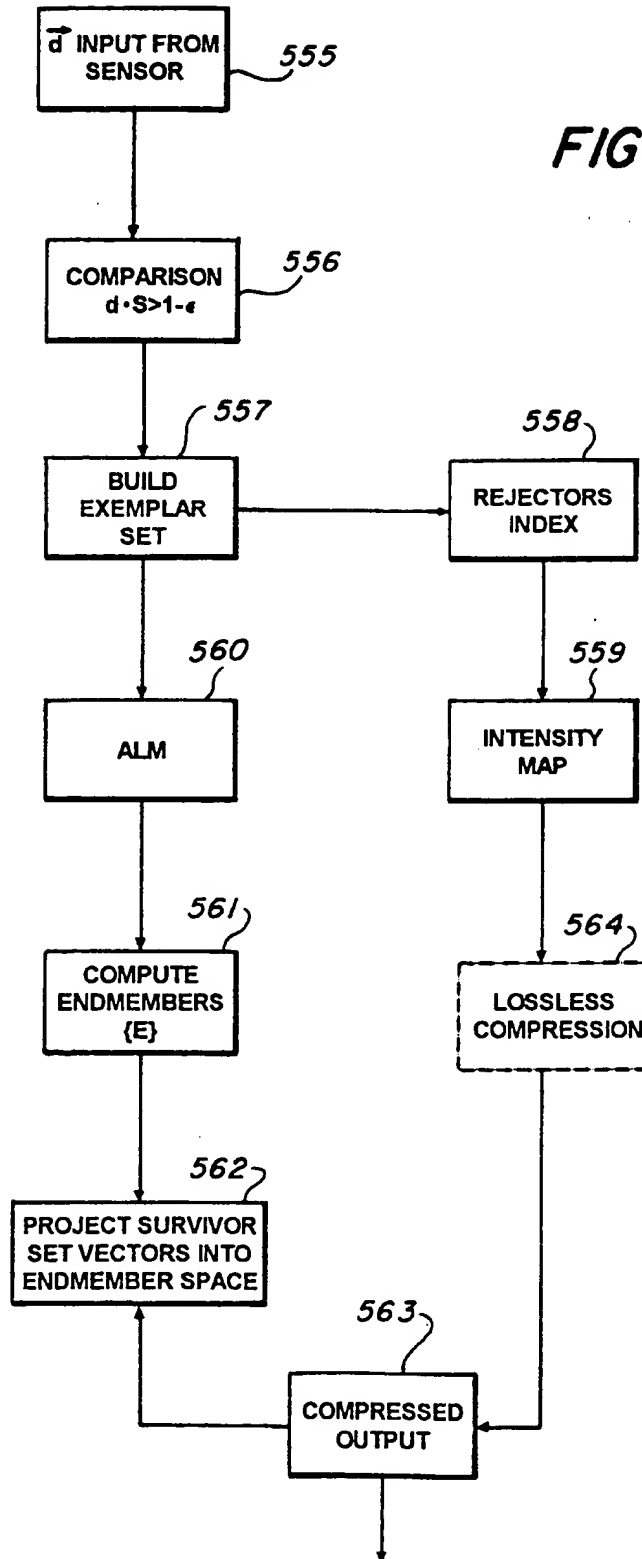 d INPUT FROM
SENSOR
555
FIG
COMPARISON
d·S>1-ϵ
556
557
BUILD
EXEMPLAR
SET
558
REJECTORS
INDEX
560
ALM
559
INTENSITY
MAP
561
COMPUTE
ENDMEMBERS
{E}
564
LOSSLESS
COMPRESSION
562
PROJECT SURVIVOR
SET VECTORS INTO
ENDMEMBER SPACE
563
COMPRESSED
OUTPUT